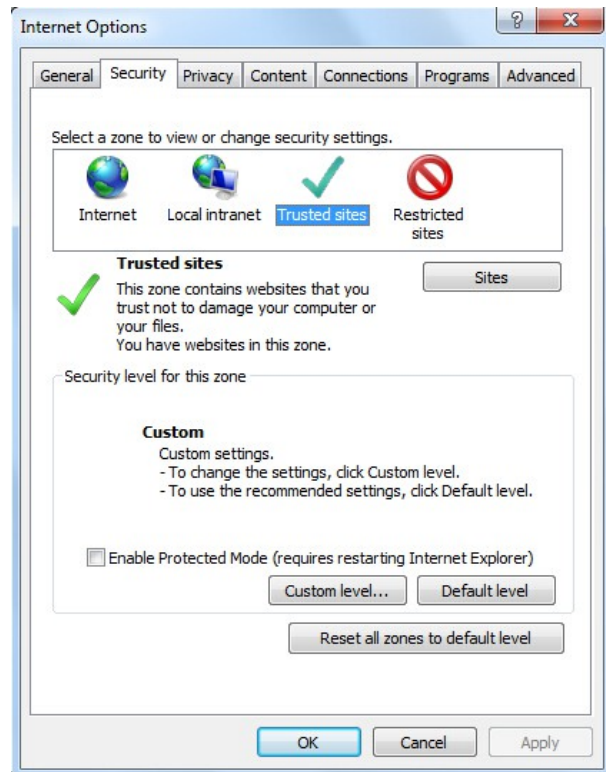 Internet Options
?
X
General Security Privacy Content Connections Programs Advanced
Select a zone to view or change security settings.
Internet Local intranet Trusted sites Restricted
sites
Trusted sites
Sites
This zone contains websites that you
trust not to damage your computer or
your files.
You have websites in this zone.
Security level for this zone
Custom
Custom settings.
- To change the settings, click Custom level.
- To use the recommended settings, click Default level.
Enable Protected Mode (requires restarting Internet Explorer)
Custom level... Default level
Reset all zones to default level
OK Cancel Apply